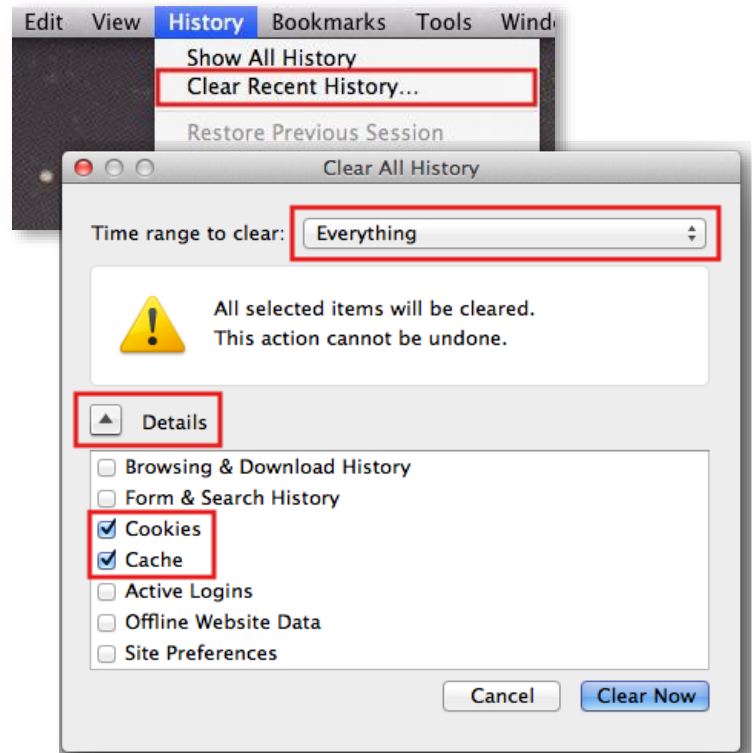 Edit View History Bookmarks Tools
Show All History
Clear Recent History...
Restore Previous Session
Clear All History
Time range to clear: Everything
All selected items will be cleared.
This action cannot be undone.
Details
Browsing & Download History
Form & Search History
Cookies
Cache
Active Logins
Offline Website Data
Site Preferences
Cancel Clear Now